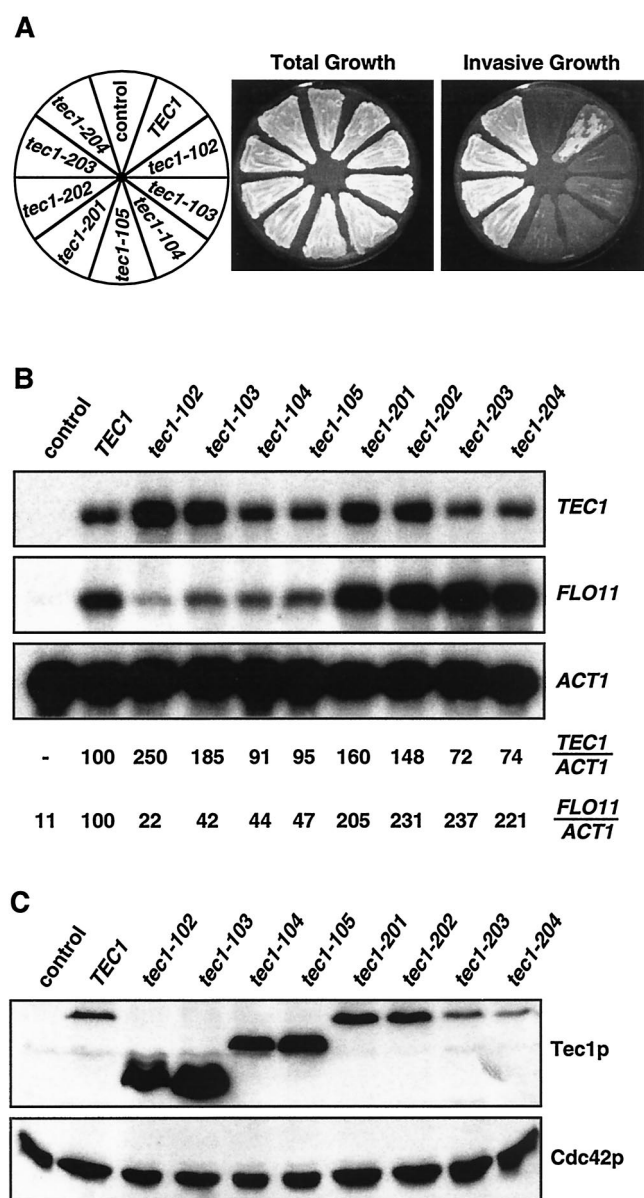 A
Total Growth
Invasive Growth
control
TEC1
tec1-102
tec1-103
tec1-104
tec1-105
tec1-201
tec1-202
tec1-203
tec1-204
B
control
TEC1
tec1-102
tec1-103
tec1-104
tec1-105
tec1-201
tec1-202
tec1-203
tec1-204
TEC1
FLO11
ACT1
- 100 250 185 91 95 160 148 72 74 TEC1
ACT1
11 100 22 42 44 47 205 231 237 221 FLO11
ACT1
C
control
TEC1
tec1-102
tec1-103
tec1-104
tec1-105
tec1-201
tec1-202
tec1-203
tec1-204
Tec1p
Cdc42p